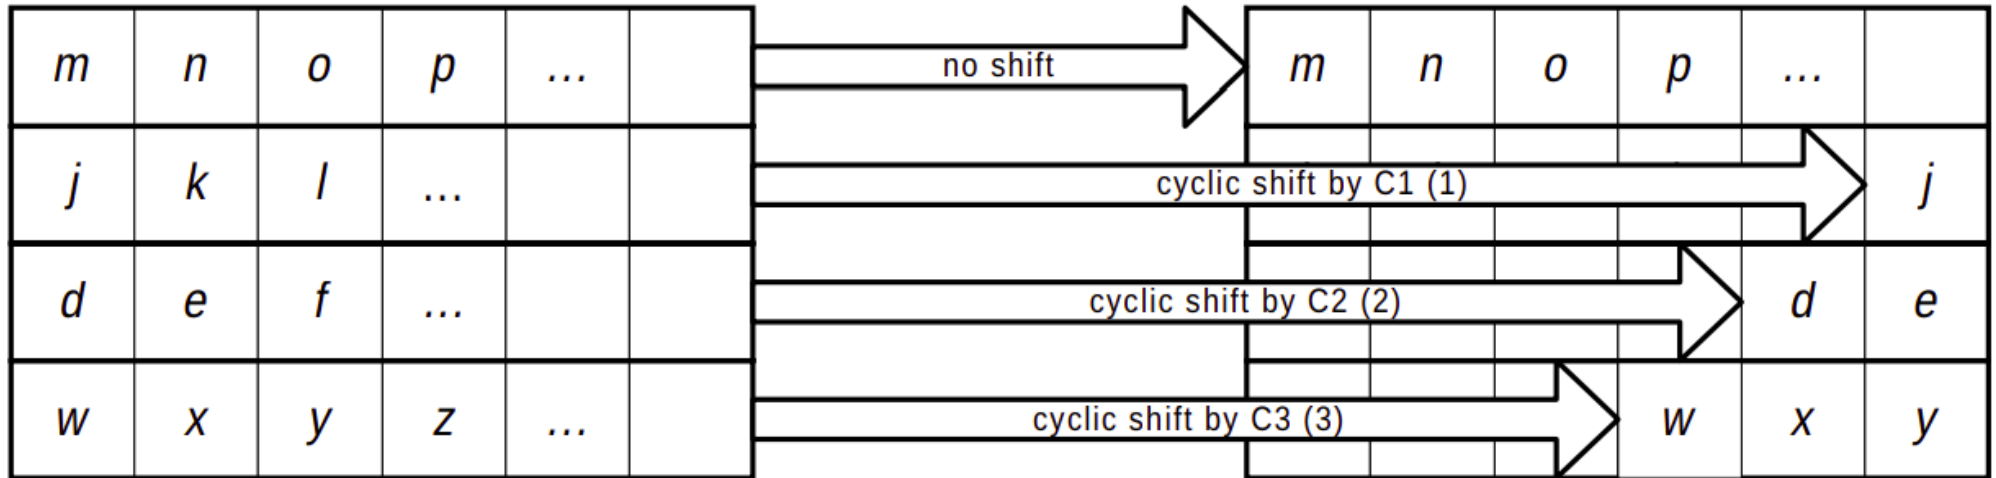 m n o p ... no shift m n o p ...
j k l ... cyclic shift by C1 (1) j
d e f ... cyclic shift by C2 (2) d e
w x y z ... cyclic shift by C3 (3) w x y